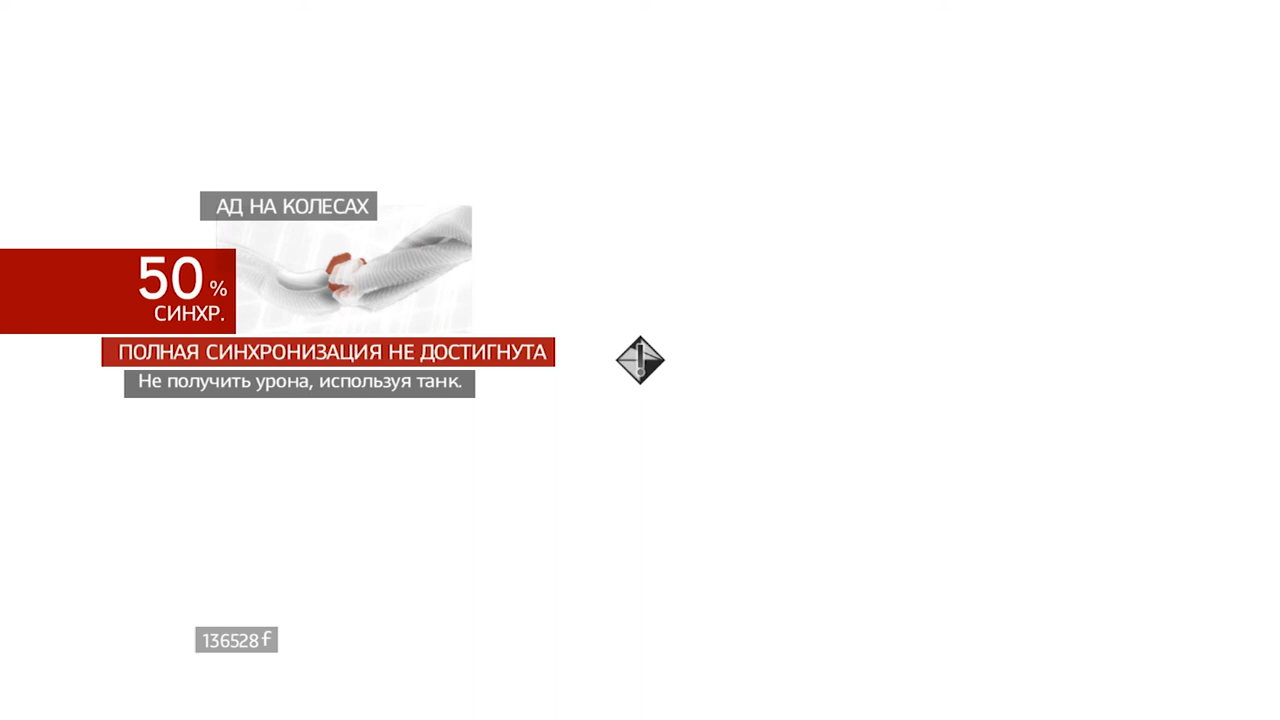 АД НА КОЛЕСАХ
50 %
СИНХР.
ПОЛНАЯ СИНХРОНИЗАЦИЯ НЕ ДОСТИГНУТА
Не получить урона, используя танк.
136528 f